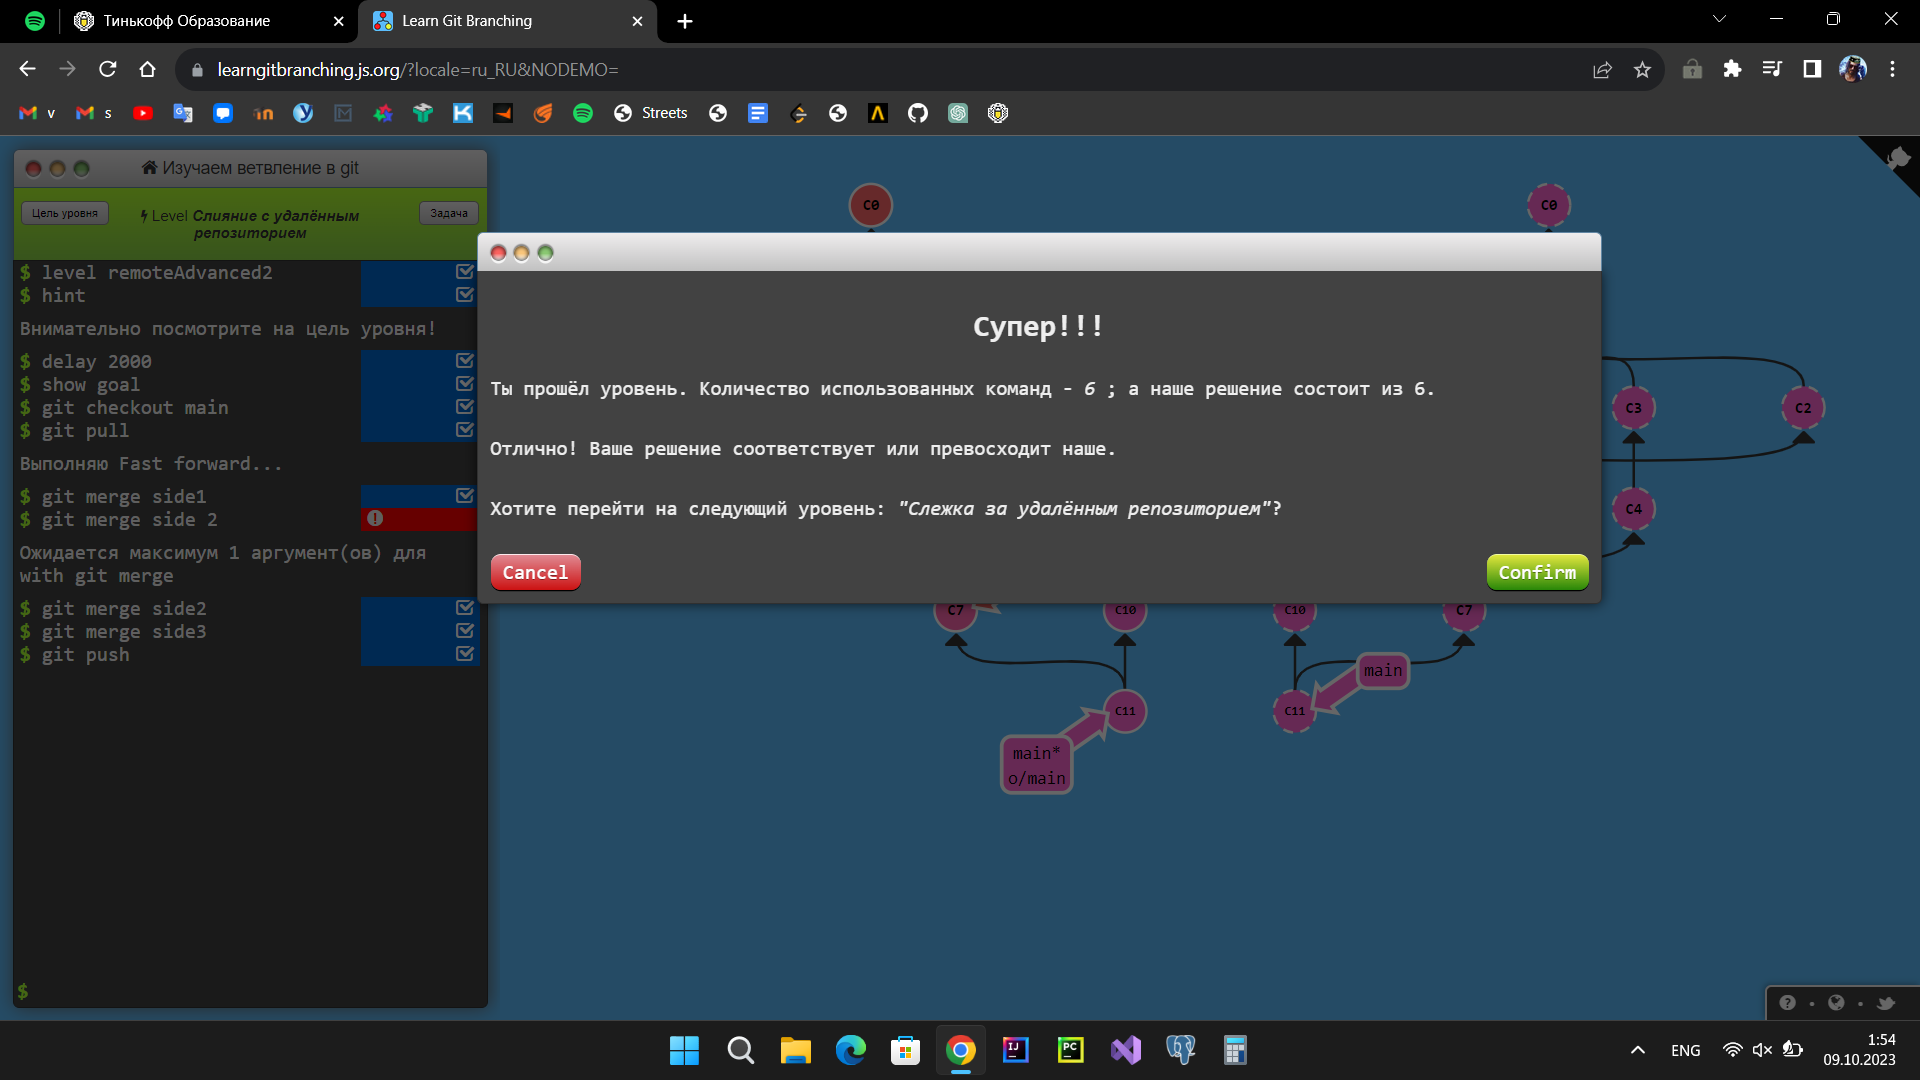 Тинькофф Образование
Learn Git Branching
learngitbranching.js.org/?locale=ru_RU&NODEMO=
v
s
Streets
Изучаем ветвление в git
Цель уровня
Level Слияние с удалённым
репозиторием
Задача
$ level remoteAdvanced2
$ hint
Внимательно посмотрите на цель уровня!
$ delay 2000
$ show goal
$ git checkout main
$ git pull
Выполняю Fast forward...
$ git merge side1
$ git merge side 2
Ожидается максимум 1 аргумент(ов) для
with git merge
$ git merge side2
$ git merge side3
$ git push
$
C0
C0
Супер!!!
Ты прошёл уровень. Количество использованных команд - 6 ; а наше решение состоит из 6.
Отлично! Ваше решение соответствует или превосходит наше.
Хотите перейти на следующий уровень: "Слежка за удалённым репозиторием"?
Cancel
Confirm
C3
C2
C4
C7
C10
C10
C7
main
C11
C11
main*
o/main
IJ
PC
ENG
1:54
09.10.2023